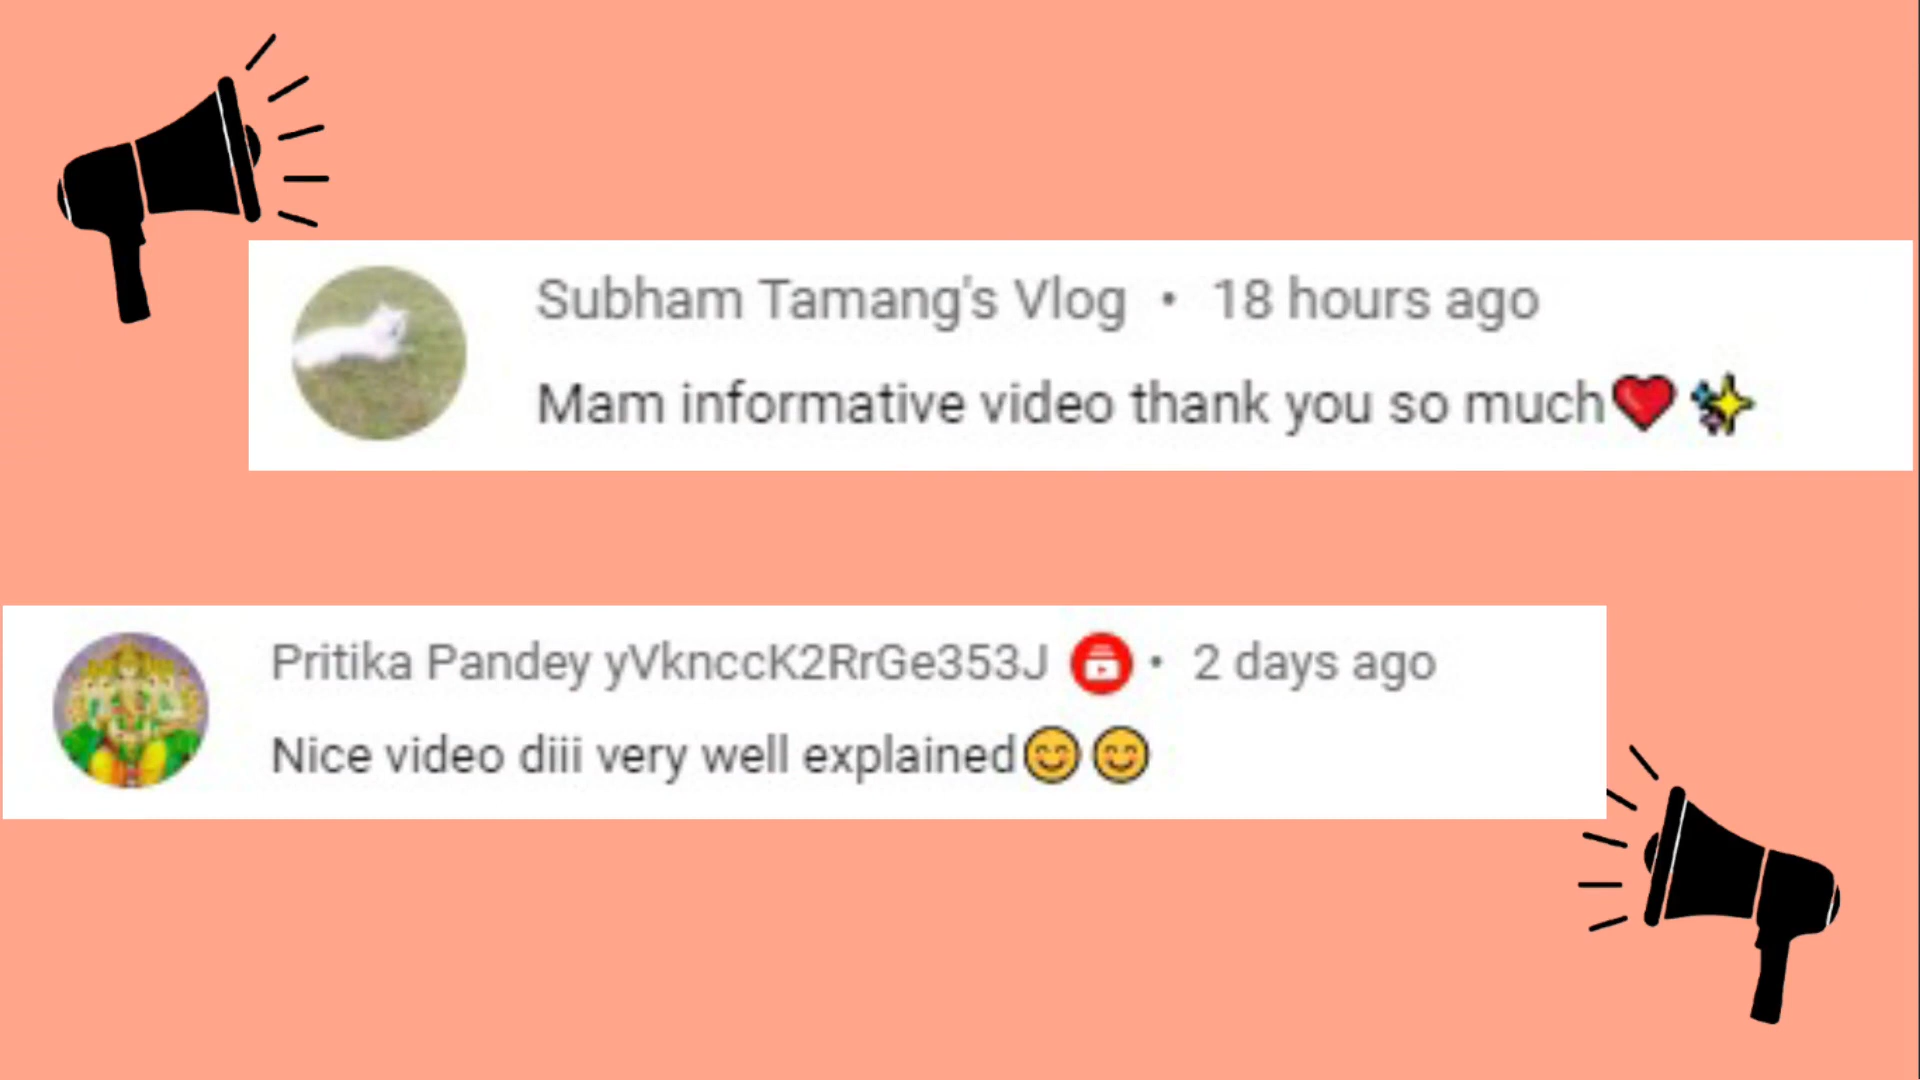 Subham Tamang's Vlog • 18 hours ago
Mam informative video thank you so much❤️✨
Pritika Pandey yVknccK2RrGe353J • 2 days ago
Nice video diii very well explained😊😊